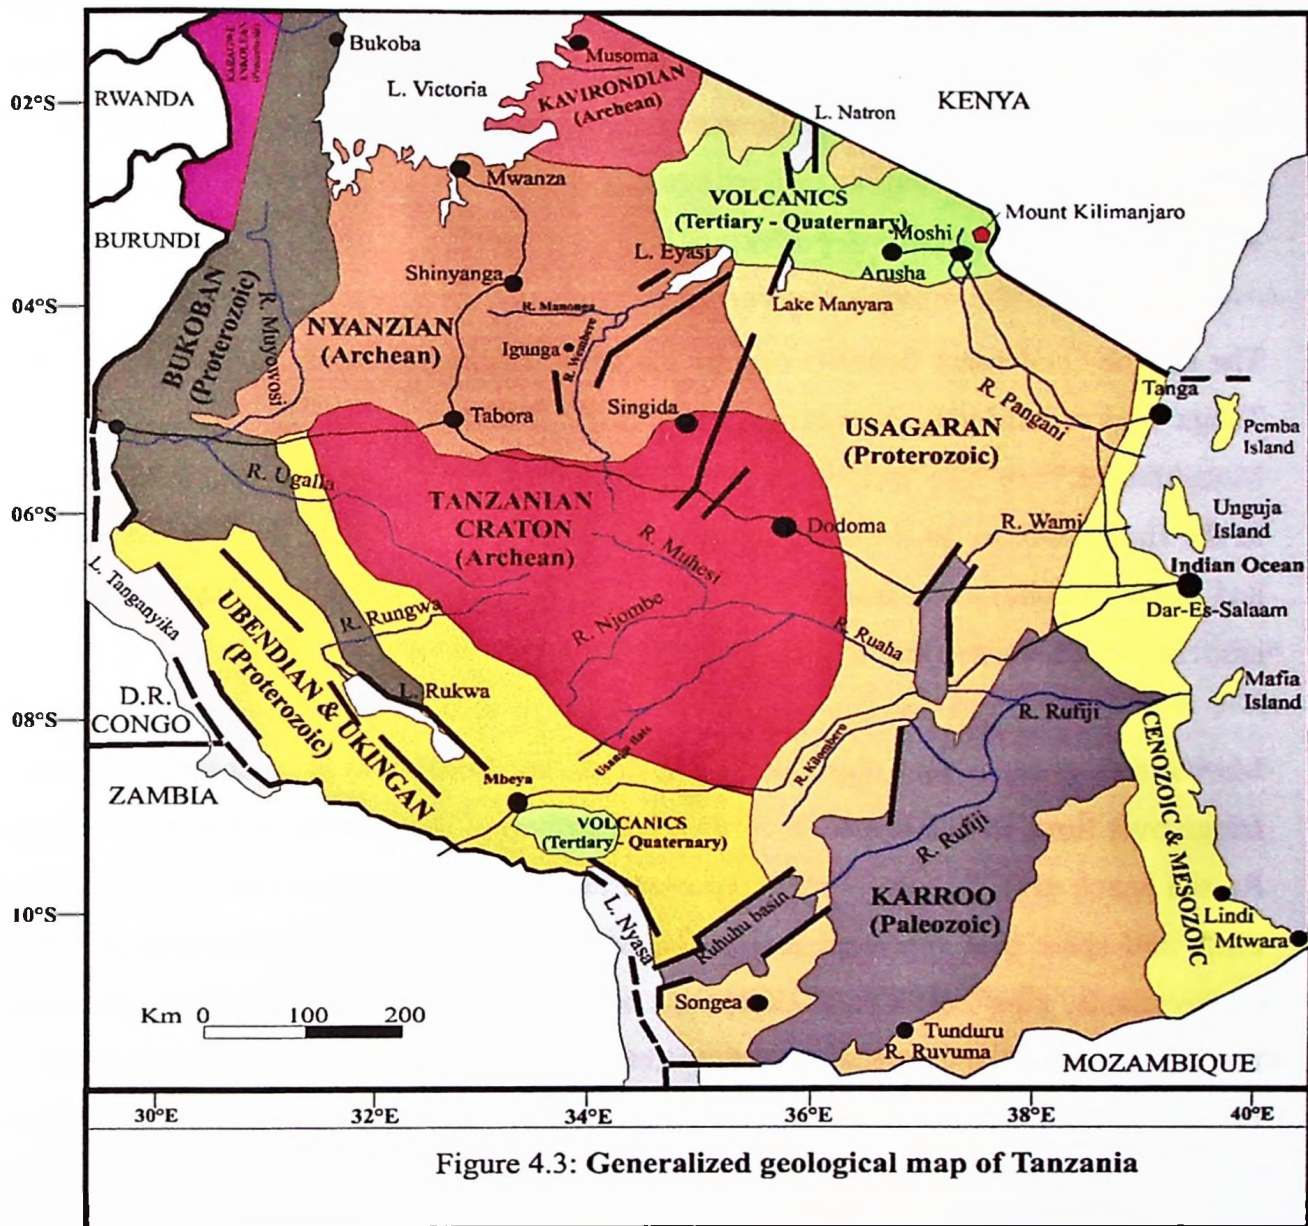 KARAGWE
ANKOLEAN
Bukoba
Musoma
KAVIRONDIAN
(Archean)
L. Victoria
KENYA
02°S
RWANDA
L. Natron
Mwanza
VOLCANICS
(Tertiary - Quaternary)
Mount Kilimanjaro
Moshi
Arusha
BURUNDI
L. Eyasi
Shinyanga
Lake Manyara
04°S
BUKOBAN
(Proterozoic)
R. Muyowosi
NYANZIAN
(Archean)
R. Manonga
Igunga
R. Wembere
Tabora
Singida
R. Pangani
Tanga
USAGARAN
(Proterozoic)
Pemba
Island
R. Ugalla
06°S
TANZANIAN
CRATON
(Archean)
R. Muhesi
Dodoma
R. Wami
Unguja
Island
Indian Ocean
Dar-Es-Salaam
L. Tanganyika
UBENDIAN & UKINGAN
(Proterozoic)
R. Rungwa
R. Njombe
R. Ruaha
L. Rukwa
Mafia
Island
D.R.
CONGO
08°S
R. Rufiji
Usangu flats
R. Kilombero
CENOZOIC & MESOZOIC
ZAMBIA
Mbeya
VOLCANICS
(Tertiary - Quaternary)
R. Rufiji
KARROO
(Paleozoic)
10°S
L. Nyasa
Ruhuhu basin
Lindi
Mtwara
Songea
Km 0 100 200
Tunduru
R. Ruvuma
MOZAMBIQUE
30°E 32°E 34°E 36°E 38°E 40°E
Figure 4.3: Generalized geological map of Tanzania